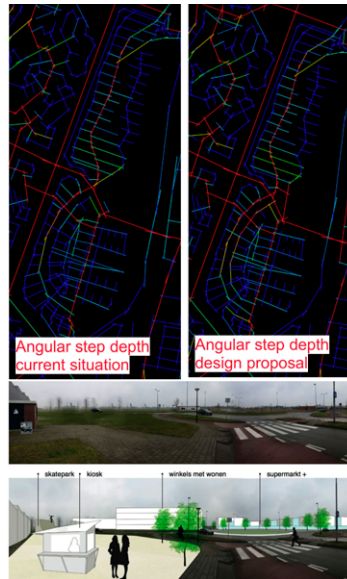 Angular step depth
current situation
Angular step depth
design proposal
skatepark
kiosk
winkels met wonen
supermarkt +